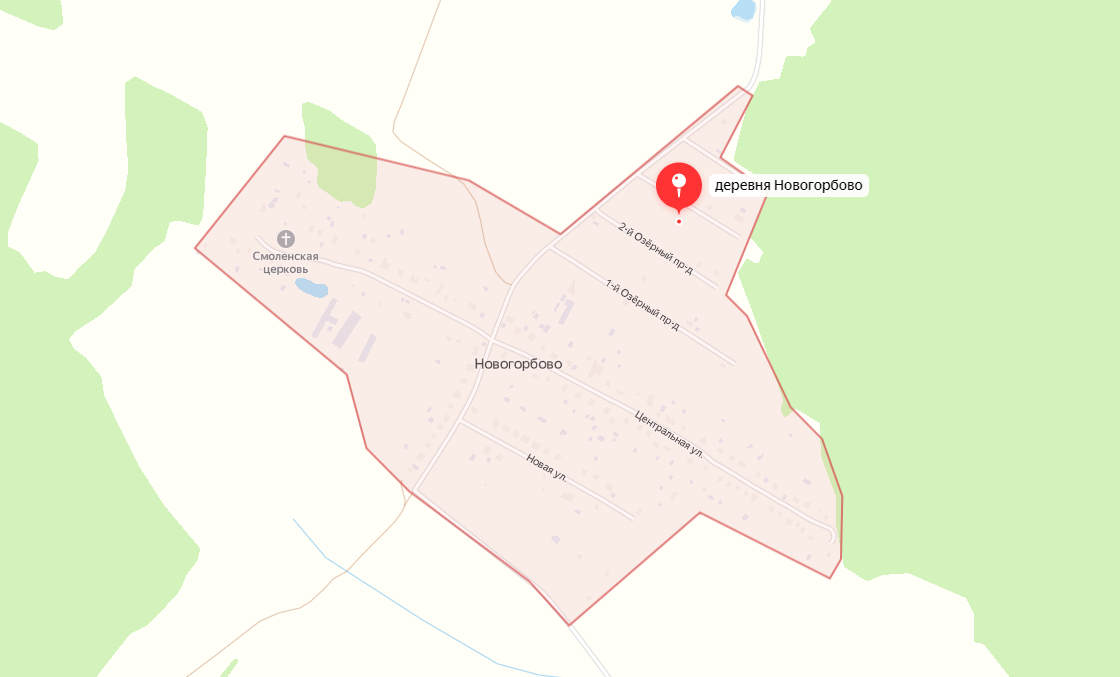 деревня Новогорбово
2-й Озёрный пр-д
Смоленская
церковь
1-й Озёрный пр-д
Новогорбово
Центральная ул.
Новая ул.